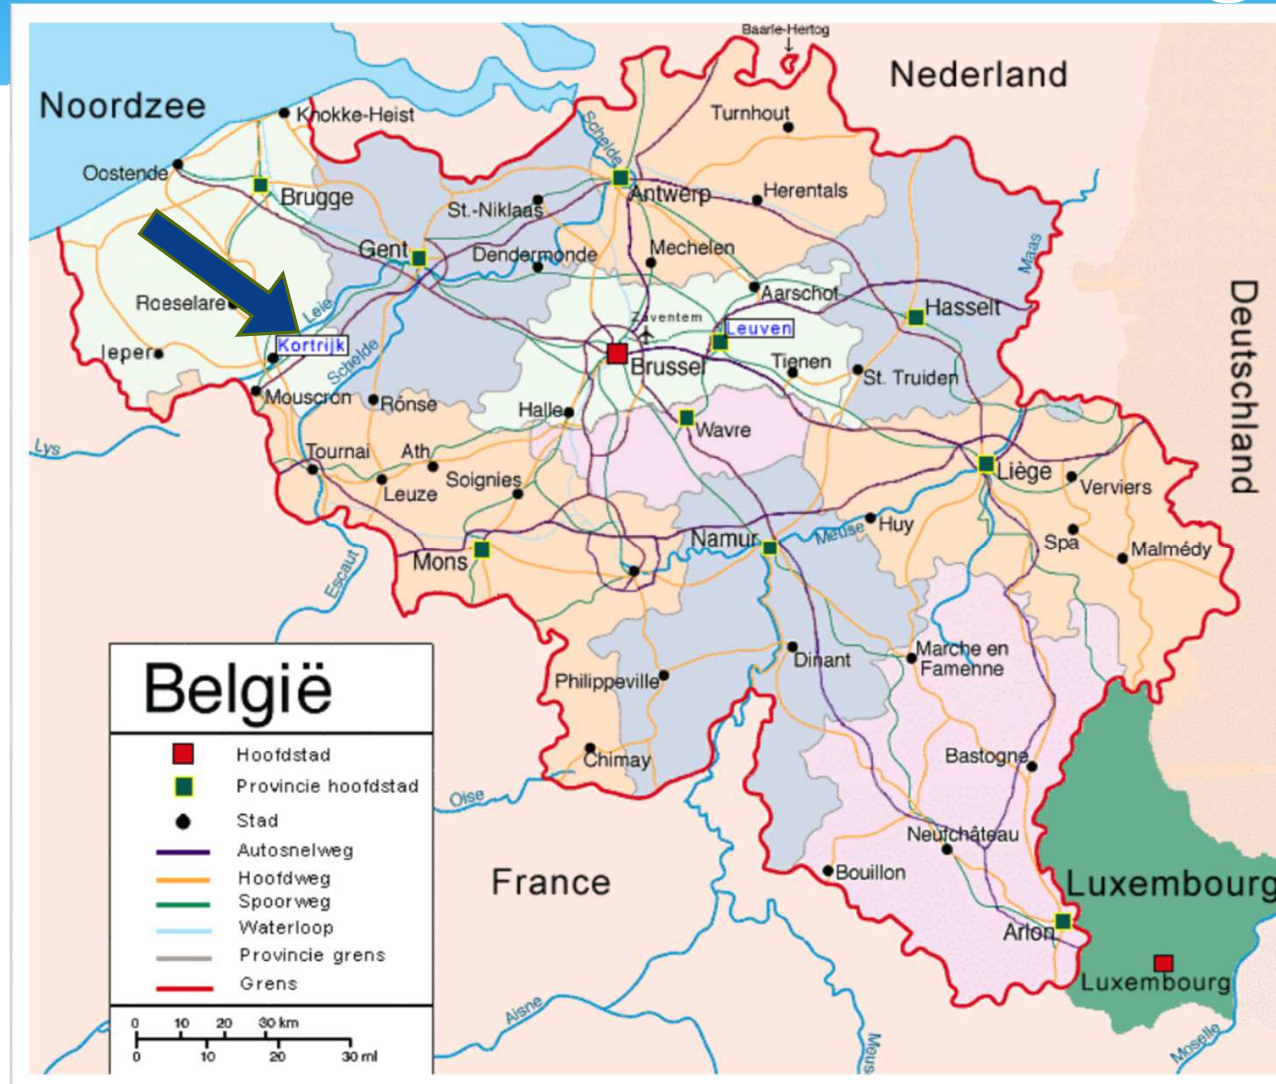 Baarle-Hertog
Nederland
Noordzee
Knokke-Heist
Turnhout
Schelde
Oostende
Brugge
St.-Niklaas
Antwerp
Herentals
Gent
Dendermonde
Mechelen
Maas
Aarschot
Hasselt
Deutschland
Roeselare
Leie
Zaventem
Leuven
Kortrijk
Ieper
Schelde
Brussel
Tienen
St. Truiden
Mouscron
Ronse
Halle
Wavre
Lys
Tournai
Ath
Leuze
Soignies
Liège
Verviers
Huy
Meuse
Namur
Mons
Spa
Malmédy
Escaut
Dinant
Marche en
Famenne
Philippeville
Chimay
Bastogne
Oise
Neufchâteau
Bouillon
France
Luxembourg
Arlon
Luxembourg
Aisne
Meus
Moselle
België
Hoofdstad
Provincie hoofdstad
Stad
Autosnelweg
Hoofdweg
Spoorweg
Waterloop
Provincie grens
Grens
0 10 20 30 km
0 10 20 30 ml